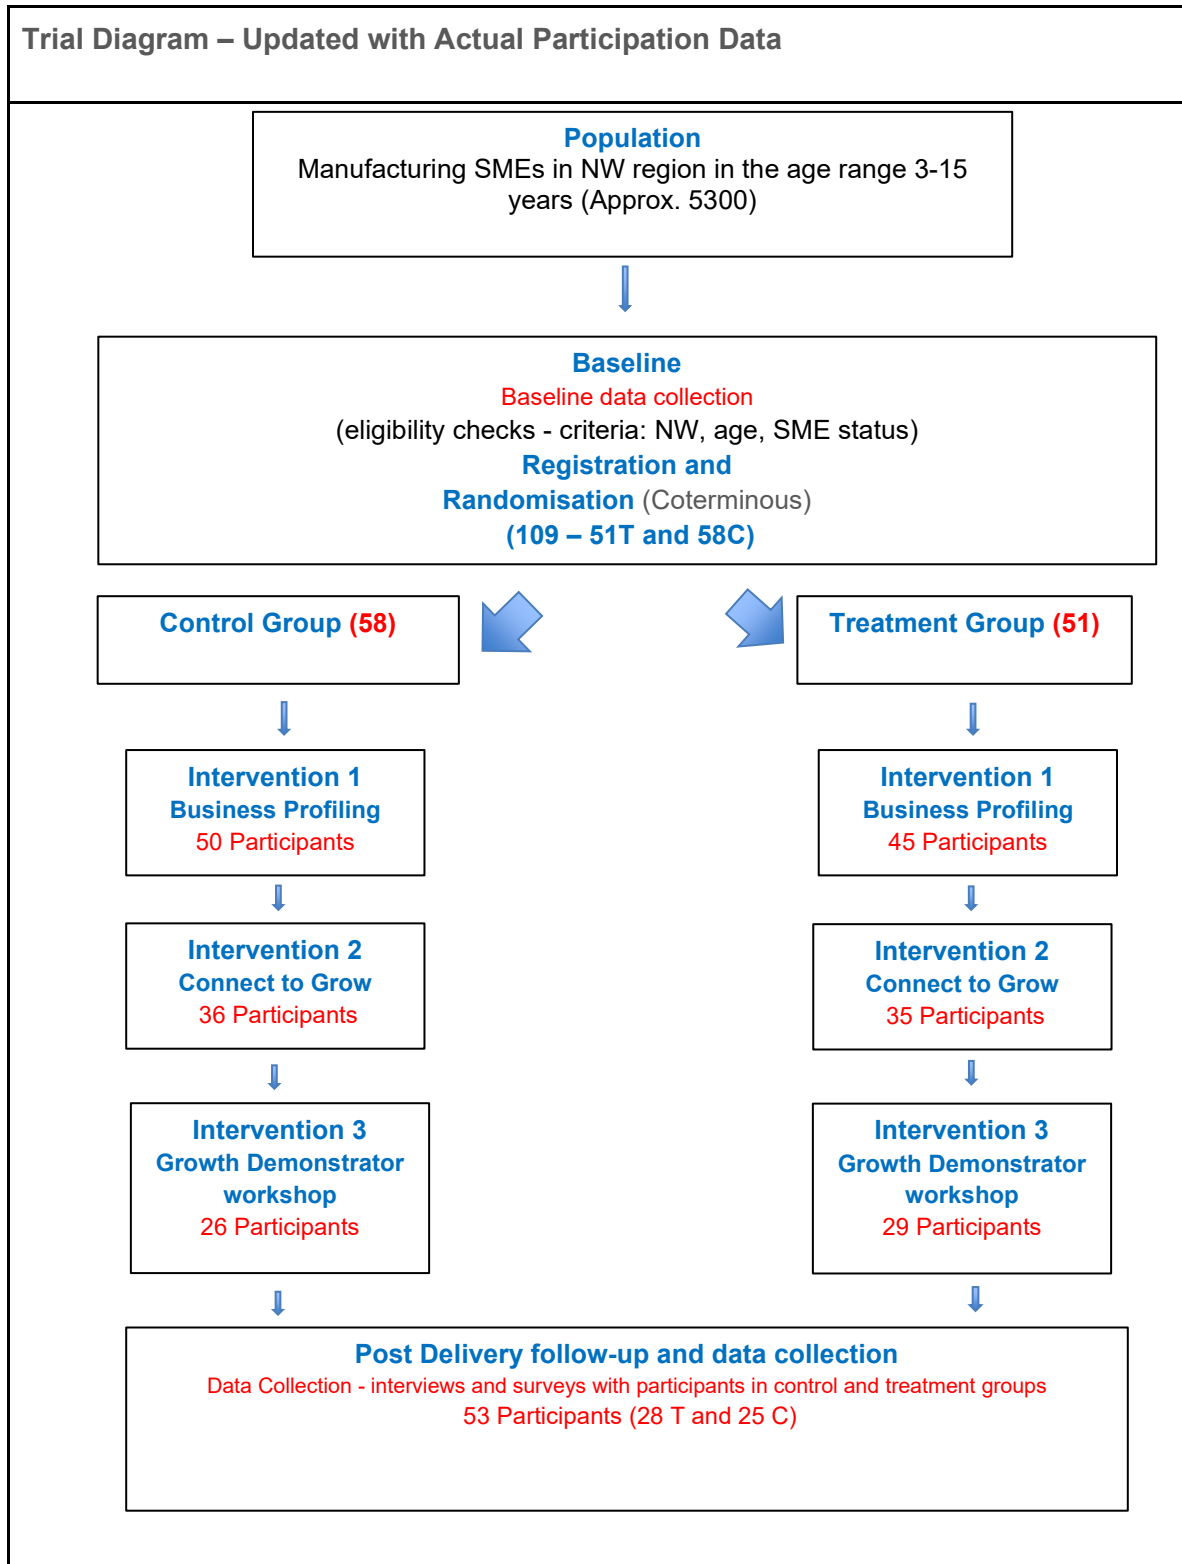 Trial Diagram – Updated with Actual Participation Data
Population
Manufacturing SMEs in NW region in the age range 3-15
years (Approx. 5300)
Baseline
Baseline data collection
(eligibility checks - criteria: NW, age, SME status)
Registration and
Randomisation (Coterminous)
(109 – 51T and 58C)
Control Group (58)
Treatment Group (51)
Intervention 1
Business Profiling
50 Participants
Intervention 1
Business Profiling
45 Participants
Intervention 2
Connect to Grow
36 Participants
Intervention 2
Connect to Grow
35 Participants
Intervention 3
Growth Demonstrator
workshop
26 Participants
Intervention 3
Growth Demonstrator
workshop
29 Participants
Post Delivery follow-up and data collection
Data Collection - interviews and surveys with participants in control and treatment groups
53 Participants (28 T and 25 C)